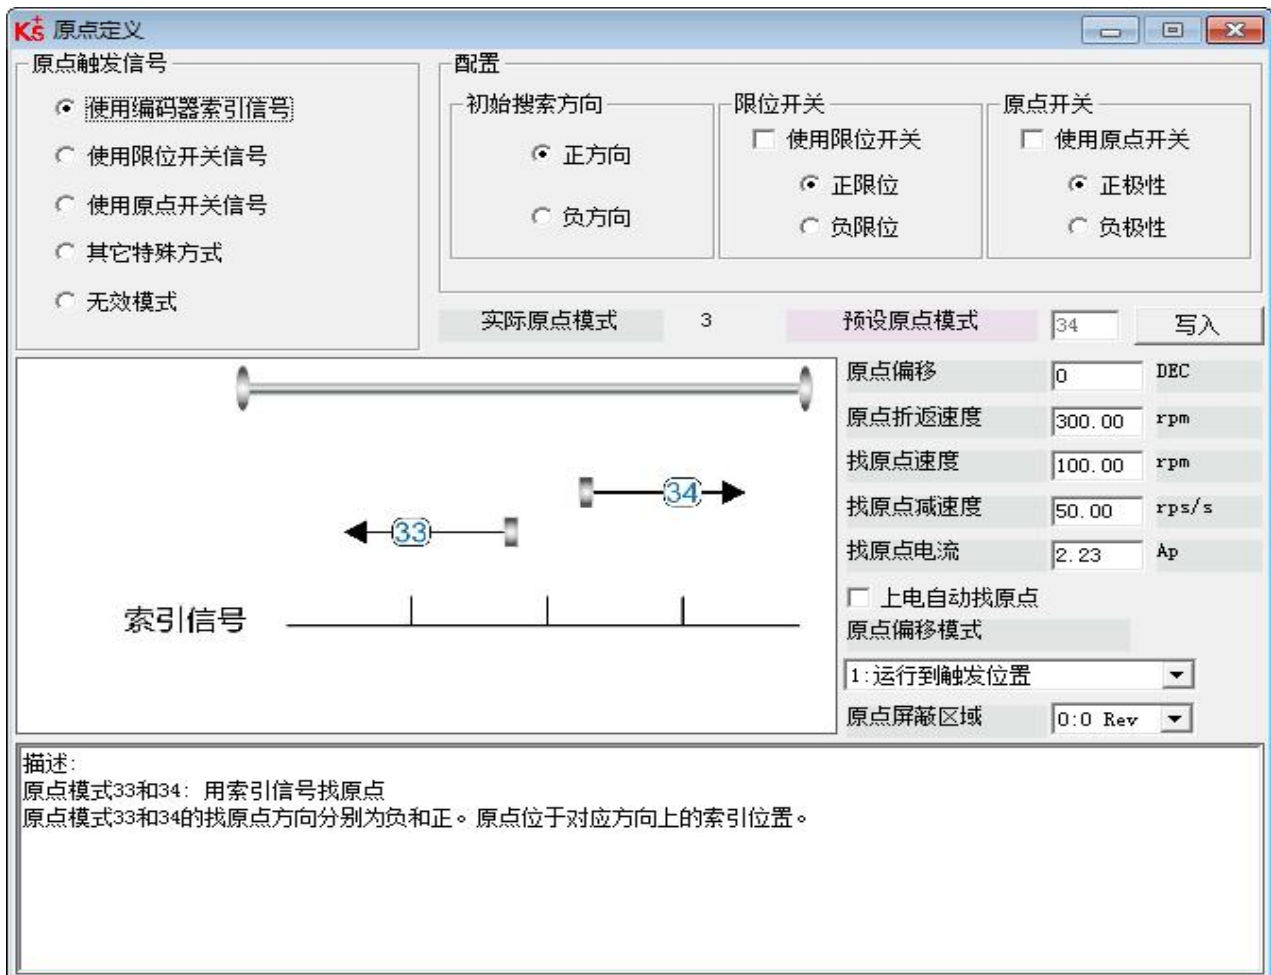 Ks+ 原点定义
原点触发信号
使用编码器索引信号
使用限位开关信号
使用原点开关信号
其它特殊方式
无效模式
配置
初始搜索方向
正方向
负方向
限位开关
使用限位开关
正限位
负限位
原点开关
使用原点开关
正极性
负极性
实际原点模式 3 预设原点模式 34 写入
33
34
索引信号
原点偏移 0 DEC
原点折返速度 300.00 rpm
找原点速度 100.00 rpm
找原点减速度 50.00 rps/s
找原点电流 2.23 Ap
上电自动找原点
原点偏移模式
1:运行到触发位置
原点屏蔽区域 0:0 Rev
描述:
原点模式33和34: 用索引信号找原点
原点模式33和34的找原点方向分别为负和正。原点位于对应方向上的索引位置。